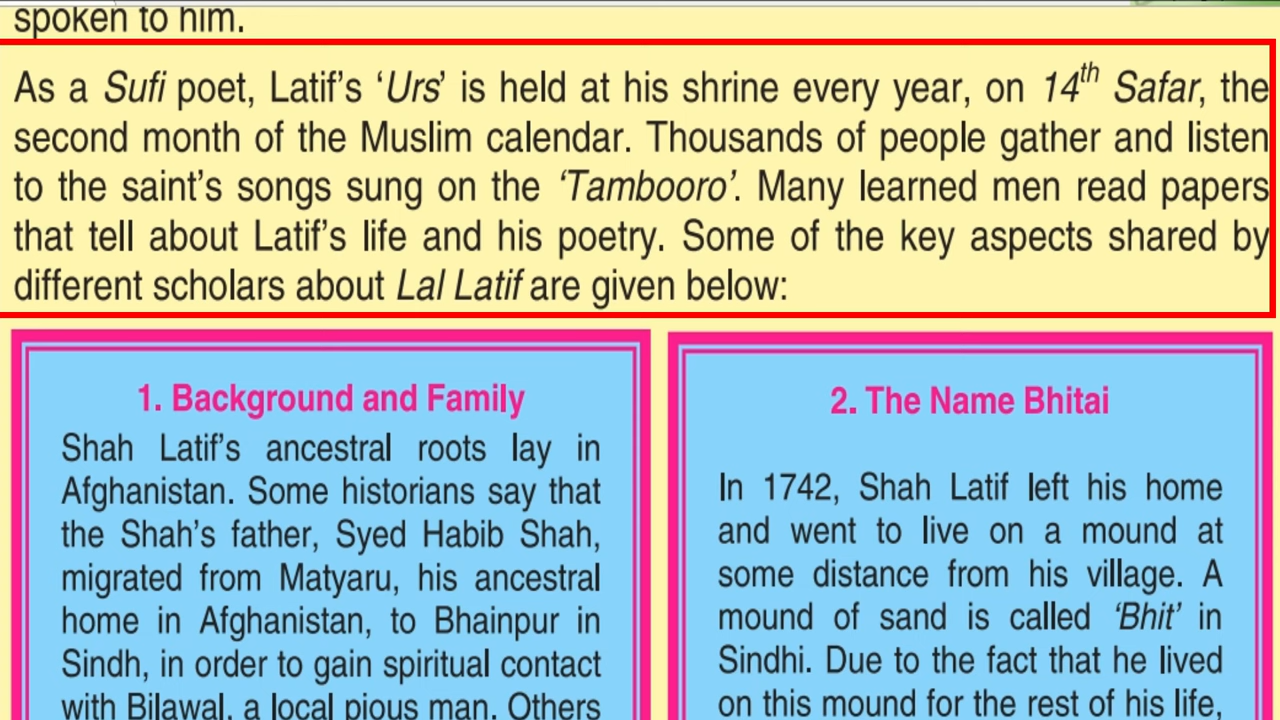 spoken to him.
As a Sufi poet, Latif's 'Urs' is held at his shrine every year, on 14th Safar, the
second month of the Muslim calendar. Thousands of people gather and listen
to the saint's songs sung on the 'Tambooro'. Many learned men read papers
that tell about Latif's life and his poetry. Some of the key aspects shared by
different scholars about Lal Latif are given below:
1. Background and Family
Shah Latif's ancestral roots lay in
Afghanistan. Some historians say that
the Shah's father, Syed Habib Shah,
migrated from Matyaru, his ancestral
home in Afghanistan, to Bhainpur in
Sindh, in order to gain spiritual contact
with Bilawal, a local pious man. Others
2. The Name Bhitai
In 1742, Shah Latif left his home
and went to live on a mound at
some distance from his village. A
mound of sand is called 'Bhit' in
Sindhi. Due to the fact that he lived
on this mound for the rest of his life,